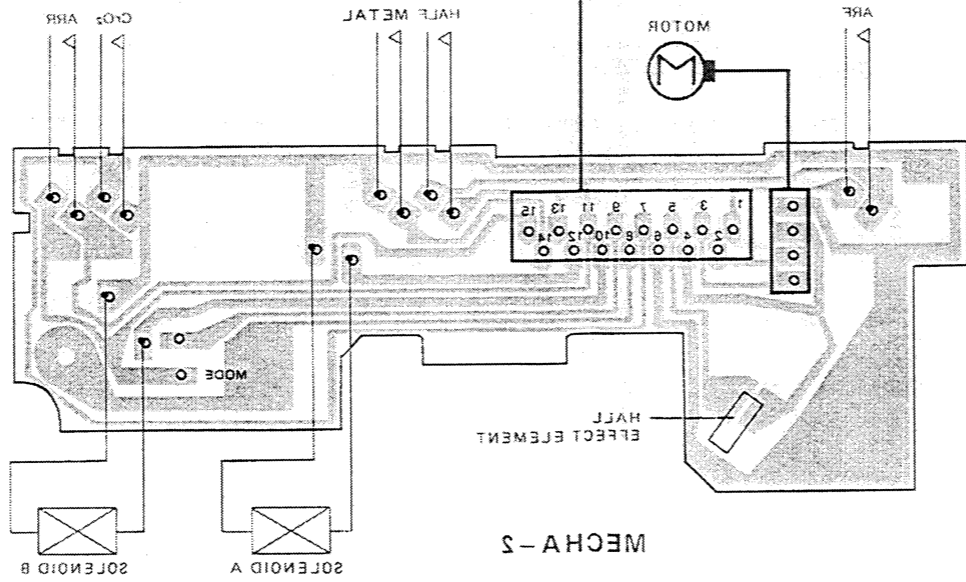 ARR
CrO₂
HALF METAL
ARF
MOTOR
M
15 13 11 9 7 5 3 1
14 12 10 8 6 4 2
MODE
HALL
EFFECT ELEMENT
MECHA-2
SOLENOID B
SOLENOID A